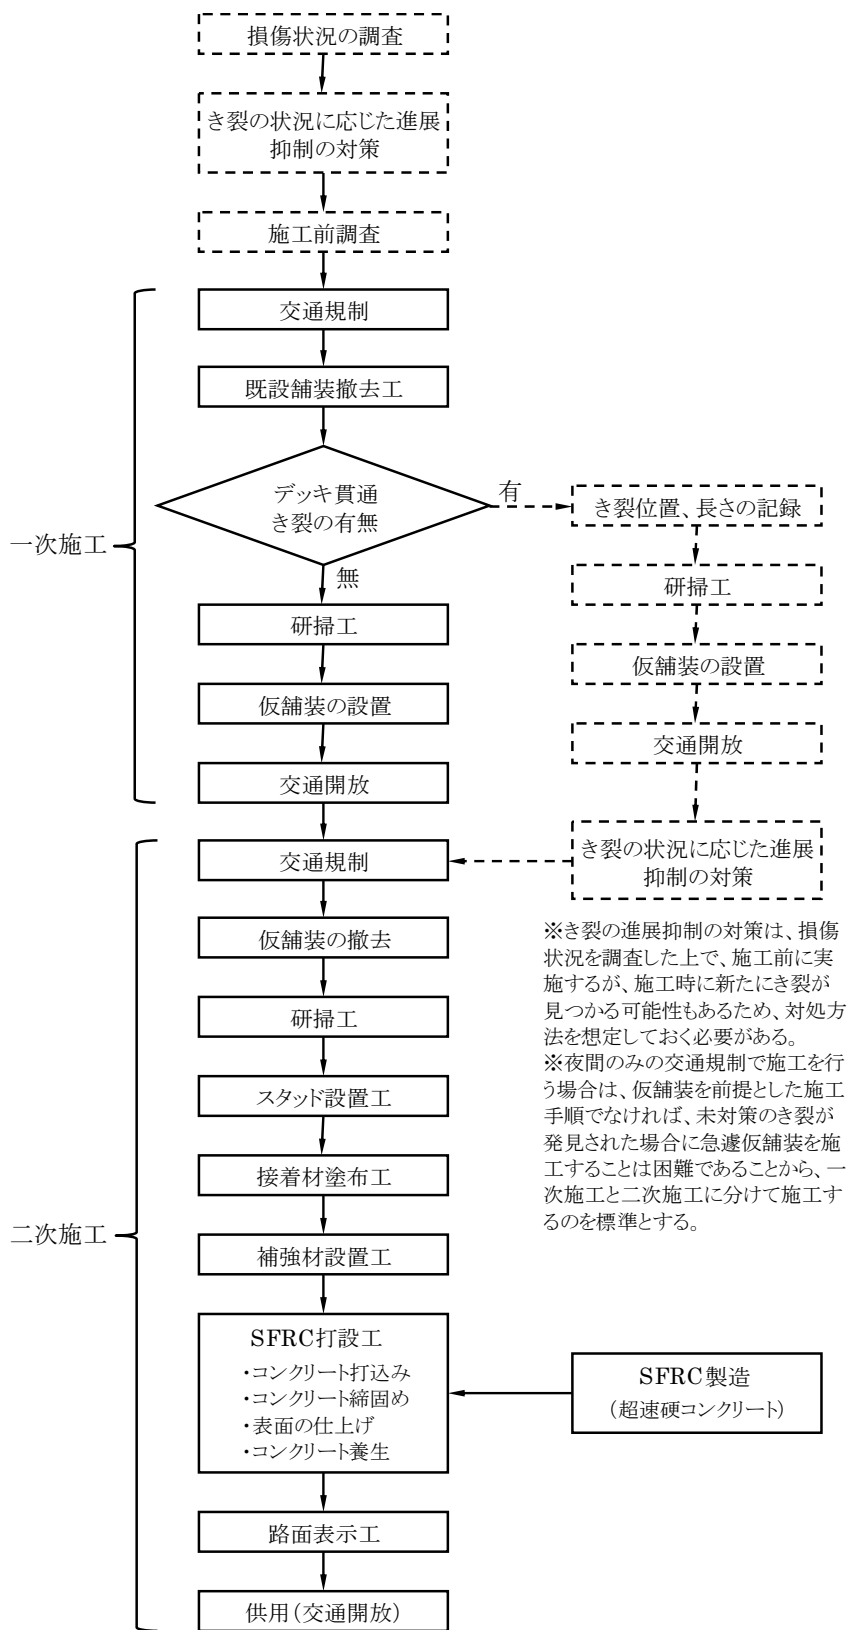 損傷状況の調査
き裂の状況に応じた進展
抑制の対策
施工前調査
一次施工
交通規制
既設舗装撤去工
デッキ貫通
き裂の有無
有
無
き裂位置、長さの記録
研掃工
仮舗装の設置
交通開放
き裂の状況に応じた進展
抑制の対策
研掃工
仮舗装の設置
交通開放
二次施工
交通規制
仮舗装の撤去
研掃工
スタッド設置工
接着材塗布工
補強材設置工
SFRC打設工
・コンクリート打込み
・コンクリート締固め
・表面の仕上げ
・コンクリート養生
SFRC製造
（超速硬コンクリート）
路面表示工
供用（交通開放）
※き裂の進展抑制の対策は、損傷
状況を調査した上で、施工前に実
施するが、施工時に新たにき裂が
見つかる可能性もあるため、対処方
法を想定しておく必要がある。
※夜間のみの交通規制で施工を行
う場合は、仮舗装を前提とした施工
手順でなければ、未対策のき裂が
発見された場合に急遽仮舗装を施
工することは困難であることから、一
次施工と二次施工に分けて施工す
るのを標準とする。